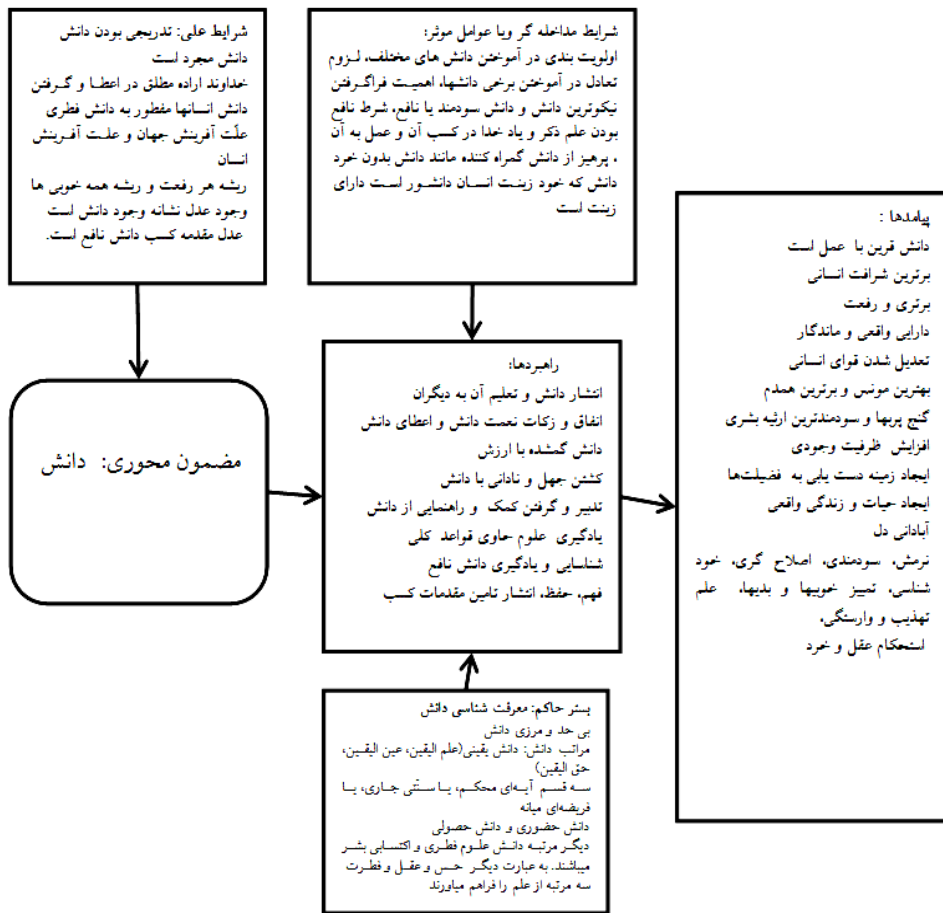 شرایط علی: تدریجی بودن دانش
دانش مجرد است
خداوند اراده مطلق در اعطا و گرفتن
دانش انسانها مفطور به دانش فطری
علّت آفرینش جهان و علت آفرینش
انسان
ریشه هر رفعت و ریشه همه خوبی ها
وجود عدل نشانه وجود دانش است
عدل مقدمه کسب دانش نافع است.
شرایط مداخله گر ویا عوامل موثر:
اولویت بندی در آموختن دانش های مختلف، لزوم
تعادل در آموختن برخی دانشها، اهمیت فراگرفتن
نیکوترین دانش و دانش سودمند یا نافع، شرط نافع
بودن علم ذکر و یاد خدا در کسب آن و عمل به آن
، پرهیز از دانش گمراه کننده مانند دانش بدون خرد
دانش که خود زینت انسان دانشور است دارای
زینت است
مضمون محوری: دانش
راهبردها:
انتشار دانش و تعلیم آن به دیگران
انفاق و زکات نعمت دانش و اعطای دانش
دانش گمشده با ارزش
کشتن جهل و نادانی با دانش
تدبیر و گرفتن کمک و راهنمایی از دانش
یادگیری علوم حاوی قواعد کلی
شناسایی و یادگیری دانش نافع
فهم، حفظ، انتشار تامین مقدمات کسب
بستر حاکم: معرفت شناسی دانش
بی حد و مرزی دانش
مراتب دانش: دانش یقینی(علم الیقین، عین الیقین،
حق الیقین)
سه قسم آیه‌ای محکم، یا سنّتی جاری، یا
فریضه‌ای میانه
دانش حضوری و دانش حصولی
دیگر مرتبه دانش علوم فطری و اکتسابی بشر
میباشند. به عبارت دیگر حس و عقل و فطرت
سه مرتبه از علم را فراهم میاورند
پیامدها :
دانش قرین با عمل است
برترین شرافت انسانی
برتری و رفعت
دارایی واقعی و ماندگار
تعدیل شدن قوای انسانی
بهترین مونس و برترین همدم
گنج پربها و سودمندترین ارثیه بشری
افزایش ظرفیت وجودی
ایجاد زمینه دست یابی به فضیلت‌ها
ایجاد حیات و زندگی واقعی
آبادانی دل
نرمش، سودمندی، اصلاح گری، خود
شناسی، تمییز خوبیها و بدیها، علم
تهذیب و وارستگی،
استحکام عقل و خرد